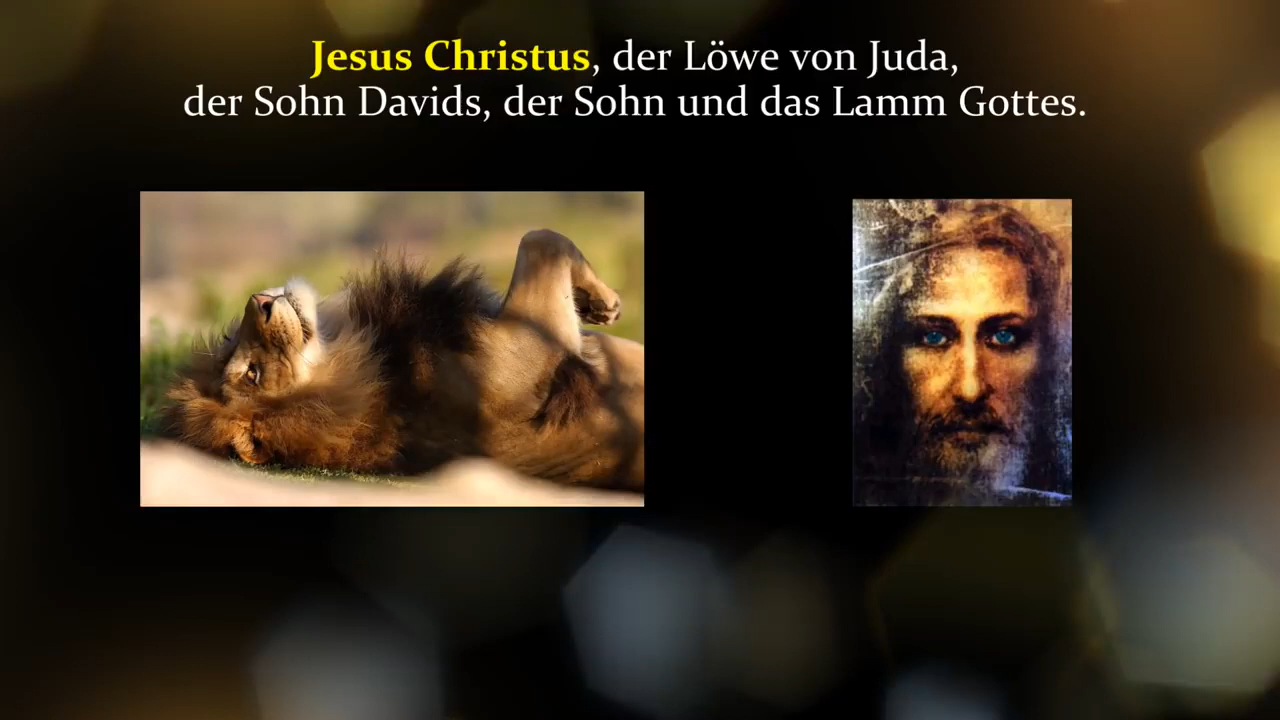 Jesus Christus, der Löwe von Juda,
der Sohn Davids, der Sohn und das Lamm Gottes.